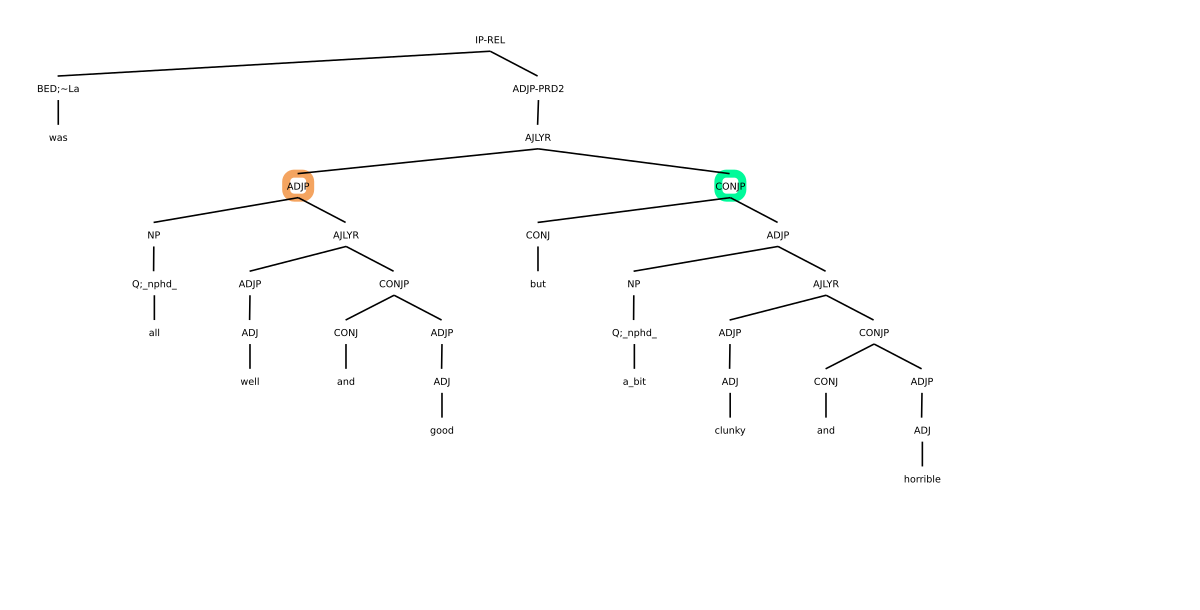 IP-REL
BED;~La ADJP-PRD2
was AJLYR
ADJP CONJP
NP AJLYR CONJ ADJP
Q;_nphd_ ADJP CONJP but NP AJLYR
all ADJ CONJ ADJP Q;_nphd_ ADJP CONJP
well and ADJ a_bit ADJ CONJ ADJP
good clunky and ADJ
horrible